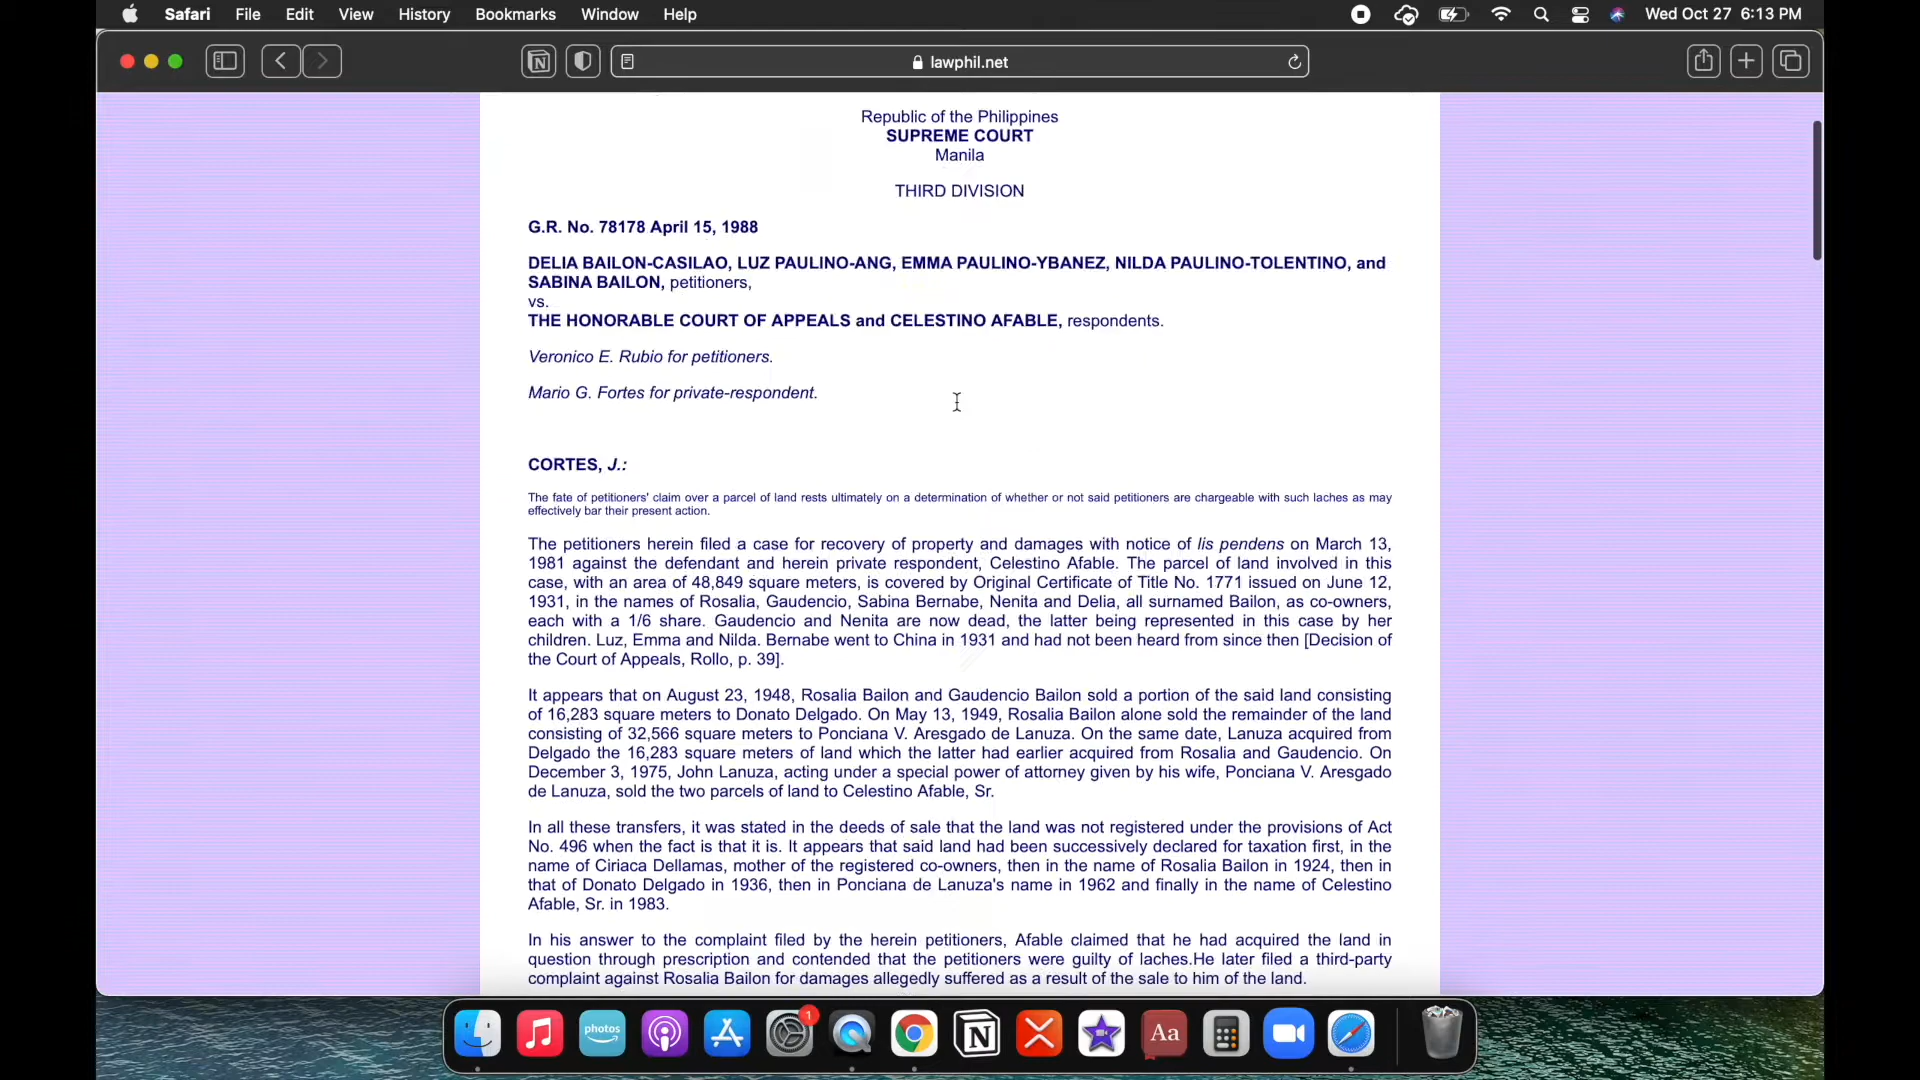 Safari File Edit View History Bookmarks Window Help Wed Oct 27 6:13 PM
lawphil.net
Republic of the Philippines
SUPREME COURT
Manila
THIRD DIVISION
G.R. No. 78178 April 15, 1988
DELIA BAILON-CASILAO, LUZ PAULINO-ANG, EMMA PAULINO-YBANEZ, NILDA PAULINO-TOLENTINO, and
SABINA BAILON, petitioners,
vs.
THE HONORABLE COURT OF APPEALS and CELESTINO AFABLE, respondents.
Veronico E. Rubio for petitioners.
Mario G. Fortes for private-respondent.
CORTES, J.:
The fate of petitioners' claim over a parcel of land rests ultimately on a determination of whether or not said petitioners are chargeable with such laches as may
effectively bar their present action.
The petitioners herein filed a case for recovery of property and damages with notice of lis pendens on March 13,
1981 against the defendant and herein private respondent, Celestino Afable. The parcel of land involved in this
case, with an area of 48,849 square meters, is covered by Original Certificate of Title No. 1771 issued on June 12,
1931, in the names of Rosalia, Gaudencio, Sabina Bernabe, Nenita and Delia, all surnamed Bailon, as co-owners,
each with a 1/6 share. Gaudencio and Nenita are now dead, the latter being represented in this case by her
children. Luz, Emma and Nilda. Bernabe went to China in 1931 and had not been heard from since then [Decision of
the Court of Appeals, Rollo, p. 39].
It appears that on August 23, 1948, Rosalia Bailon and Gaudencio Bailon sold a portion of the said land consisting
of 16,283 square meters to Donato Delgado. On May 13, 1949, Rosalia Bailon alone sold the remainder of the land
consisting of 32,566 square meters to Ponciana V. Aresgado de Lanuza. On the same date, Lanuza acquired from
Delgado the 16,283 square meters of land which the latter had earlier acquired from Rosalia and Gaudencio. On
December 3, 1975, John Lanuza, acting under a special power of attorney given by his wife, Ponciana V. Aresgado
de Lanuza, sold the two parcels of land to Celestino Afable, Sr.
In all these transfers, it was stated in the deeds of sale that the land was not registered under the provisions of Act
No. 496 when the fact is that it is. It appears that said land had been successively declared for taxation first, in the
name of Ciriaca Dellamas, mother of the registered co-owners, then in the name of Rosalia Bailon in 1924, then in
that of Donato Delgado in 1936, then in Ponciana de Lanuza's name in 1962 and finally in the name of Celestino
Afable, Sr. in 1983.
In his answer to the complaint filed by the herein petitioners, Afable claimed that he had acquired the land in
question through prescription and contended that the petitioners were guilty of laches.He later filed a third-party
complaint against Rosalia Bailon for damages allegedly suffered as a result of the sale to him of the land.
photos
1
Aa